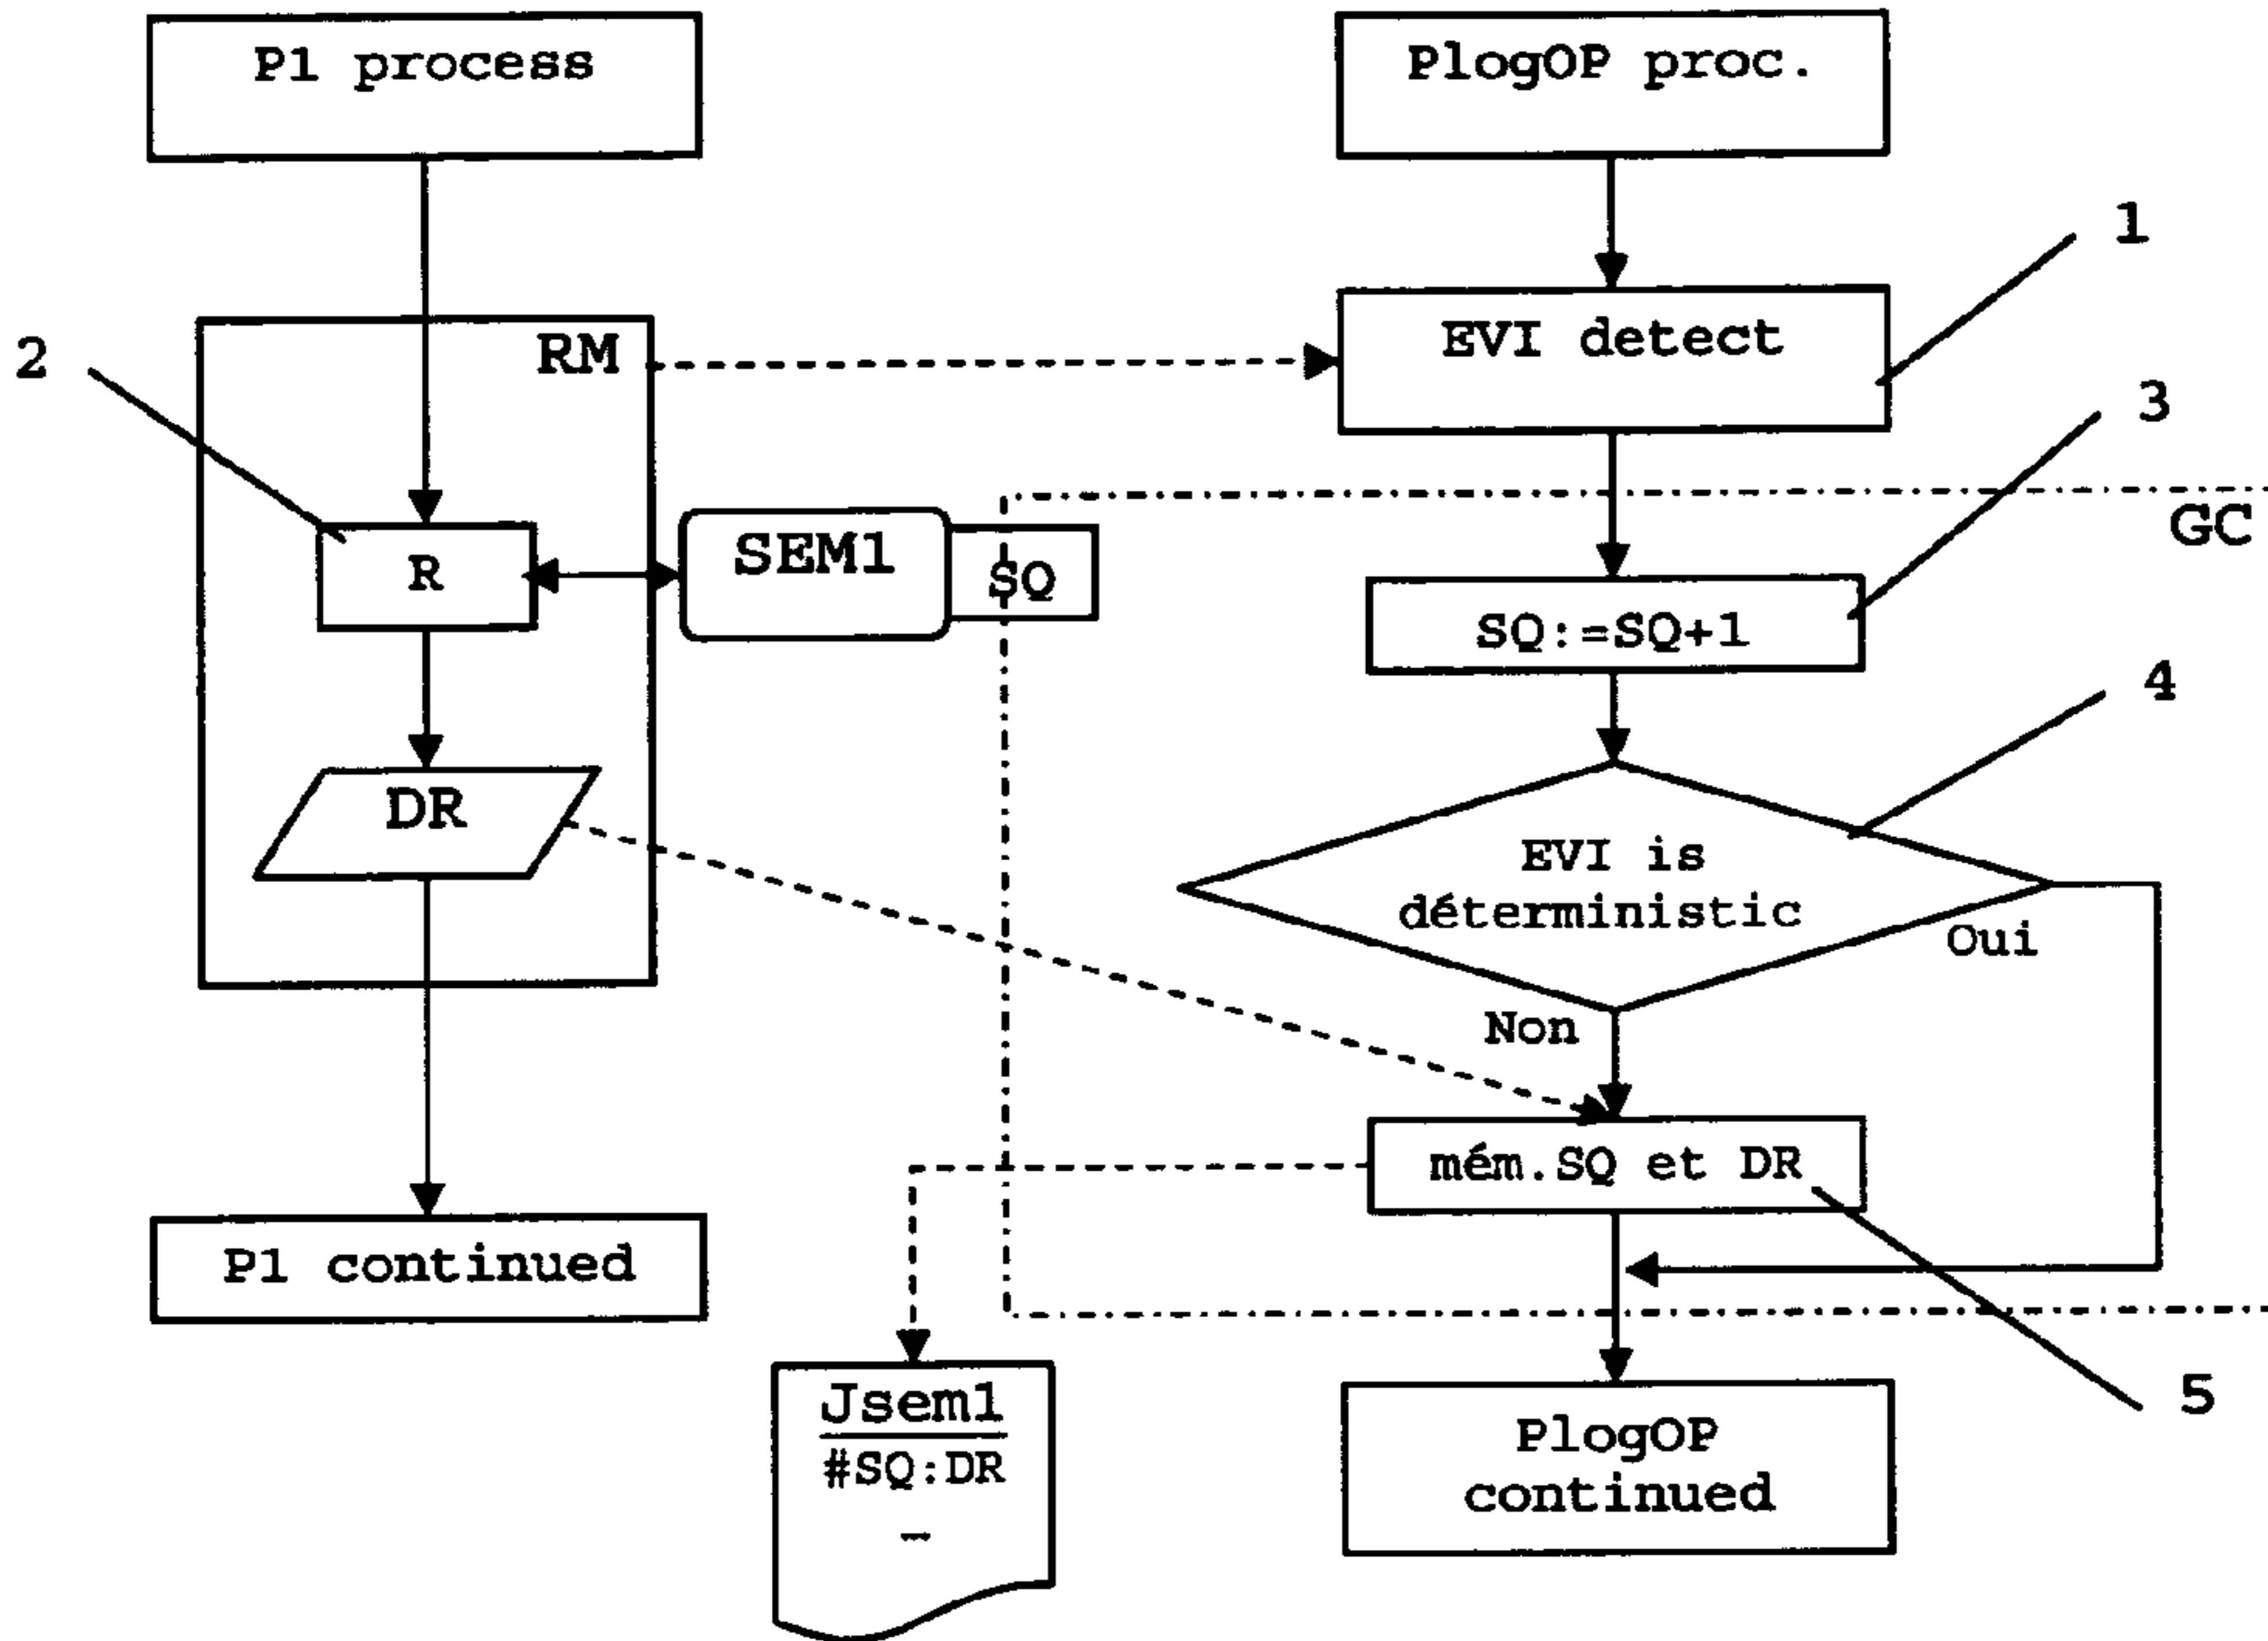 P1 process
PlogOP proc.
1
EVI detect
2
RM
3
GC
R
SEM1
SQ
SQ:=SQ+1
4
DR
EVI is
déterministic
Oui
Non
mém.SQ et DR
P1 continued
5
Jsem1
#SQ:DR
–
PlogOP
continued